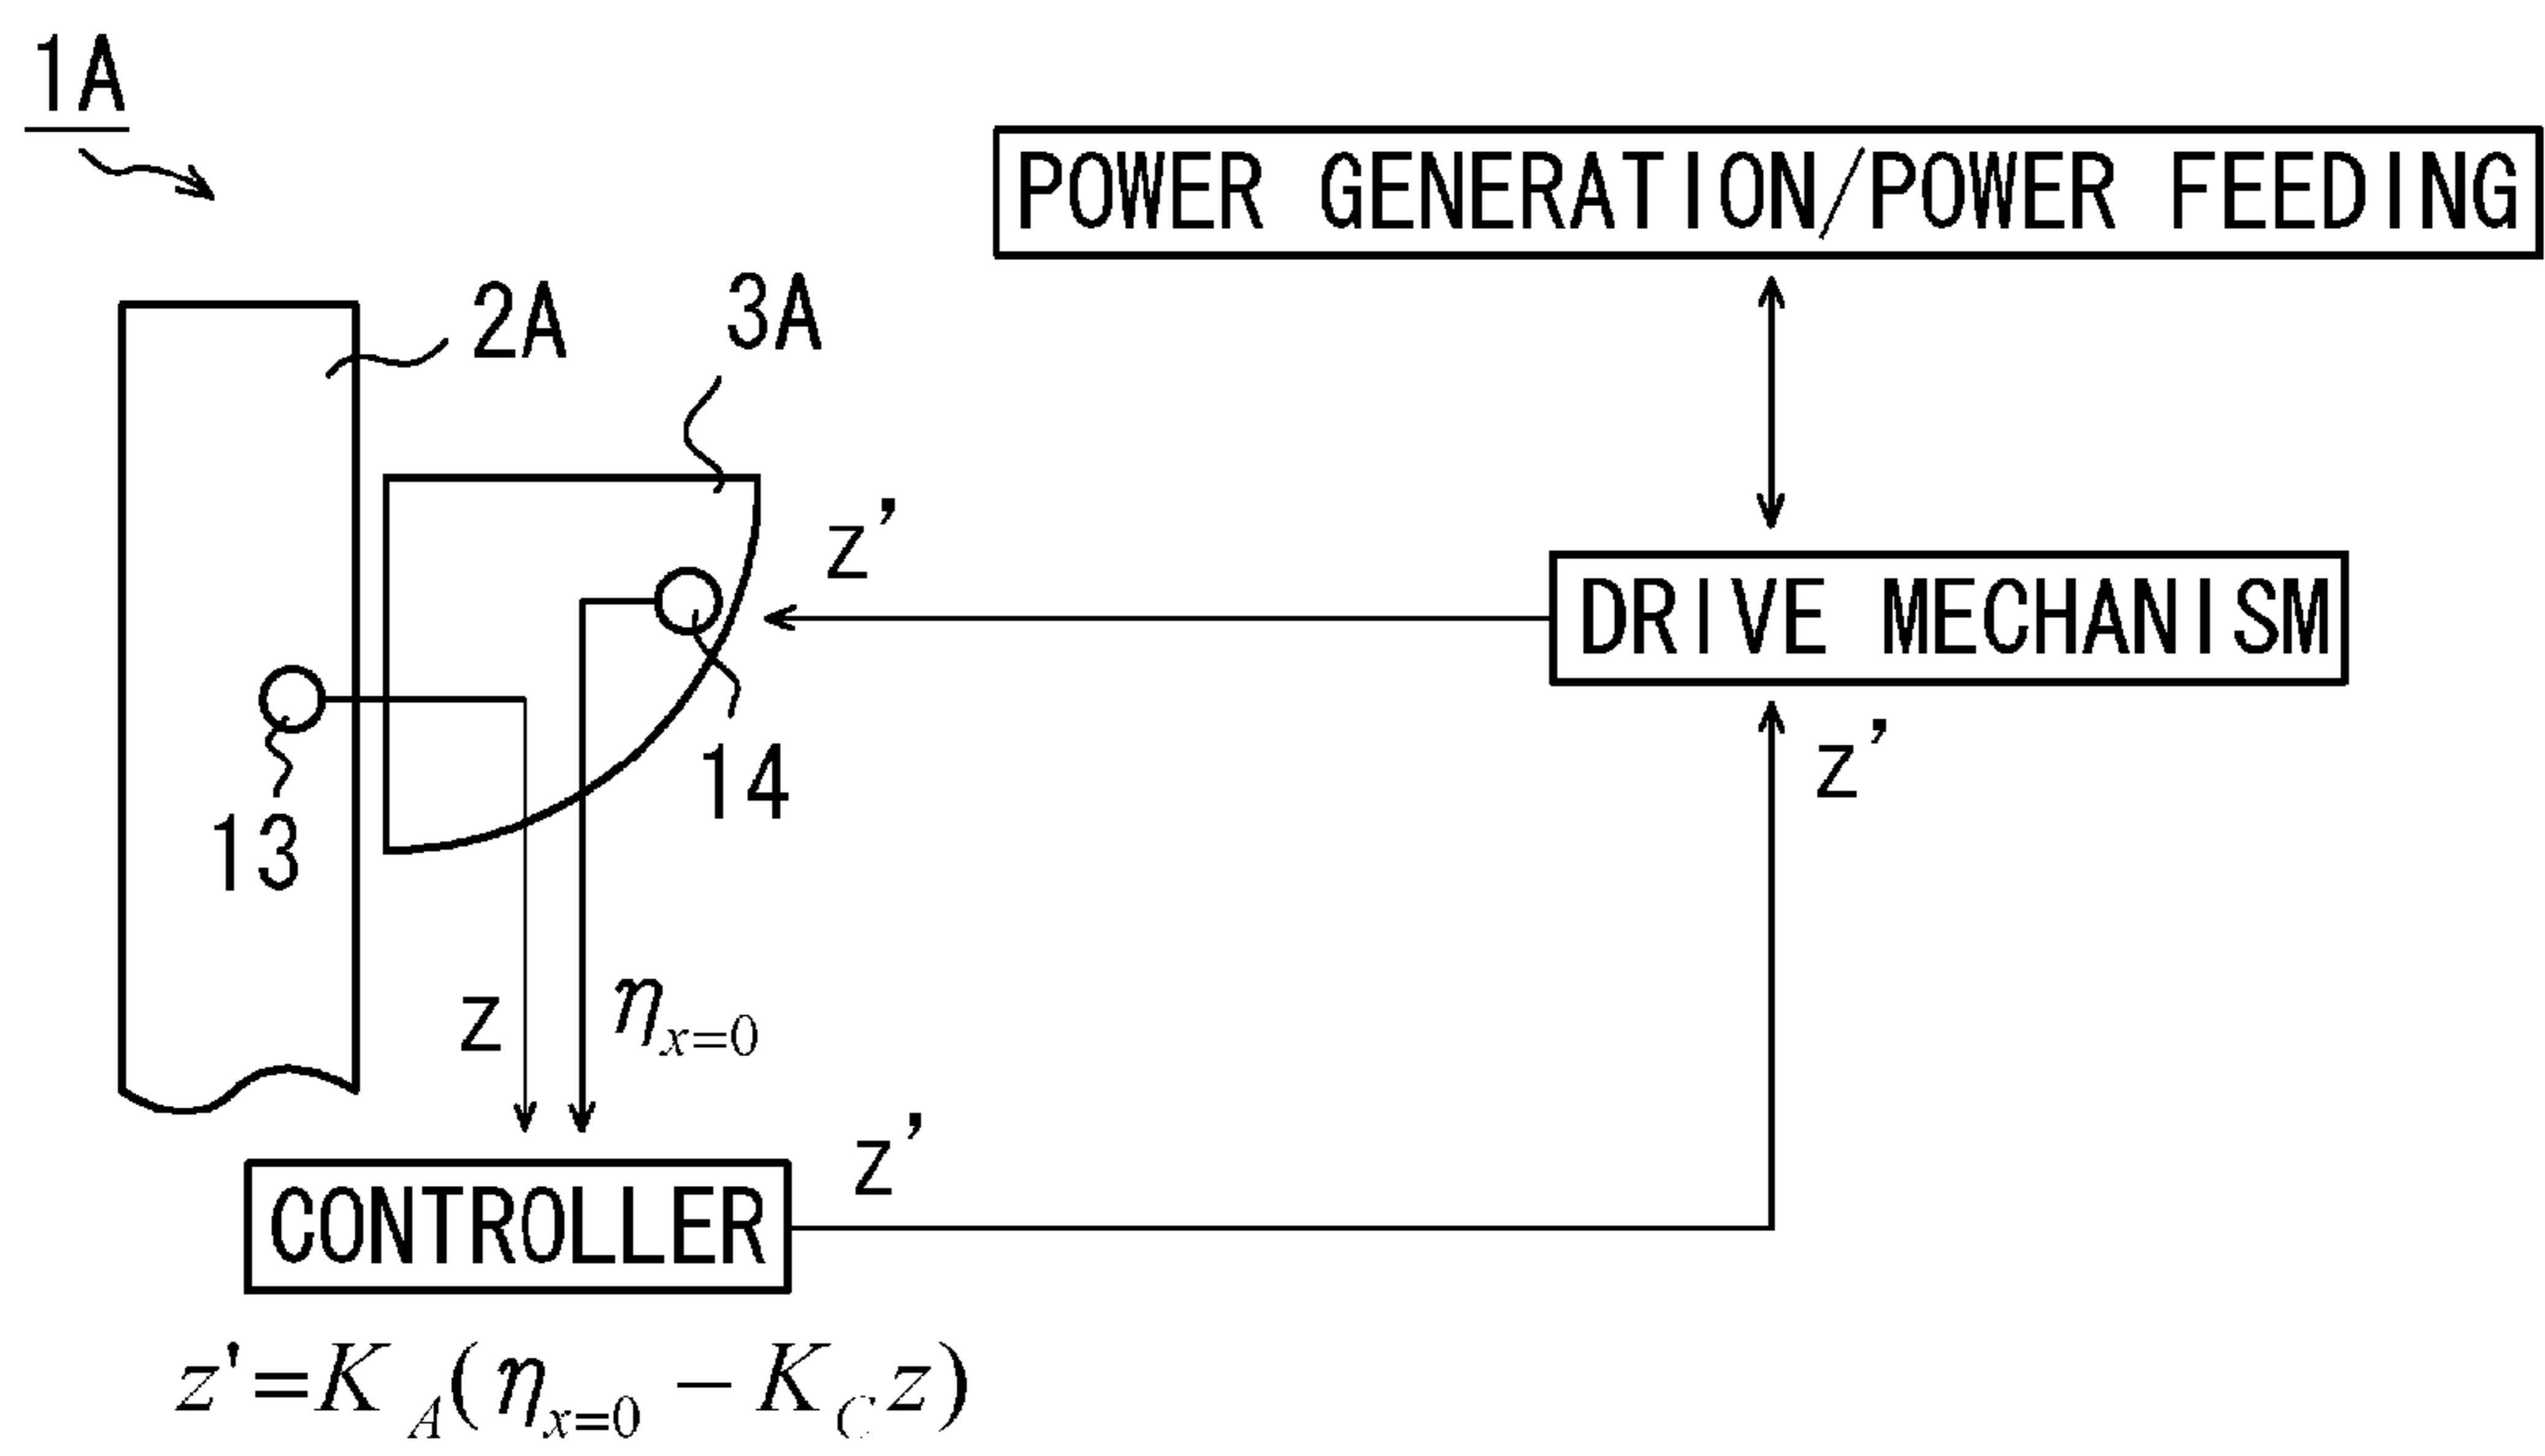 1A
POWER GENERATION/POWER FEEDING
2A
3A
z'
DRIVE MECHANISM
z'
14
13
z
η_{x=0}
z'
CONTROLLER
z'=K_A(η_{x=0} − K_C z)